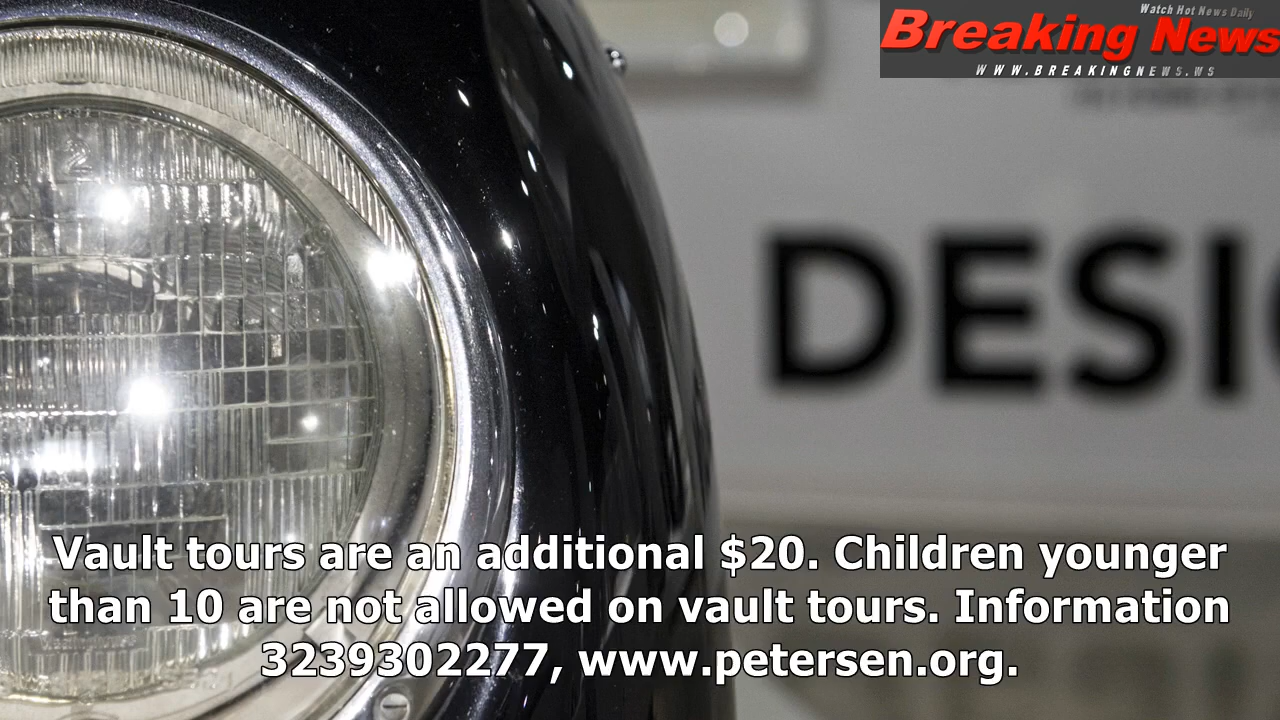 Watch Hot News Daily
Breaking News
WWW.BREAKINGNEWS.WS
2
DESI
Vault tours are an additional $20. Children younger
than 10 are not allowed on vault tours. Information
3239302277, www.petersen.org.